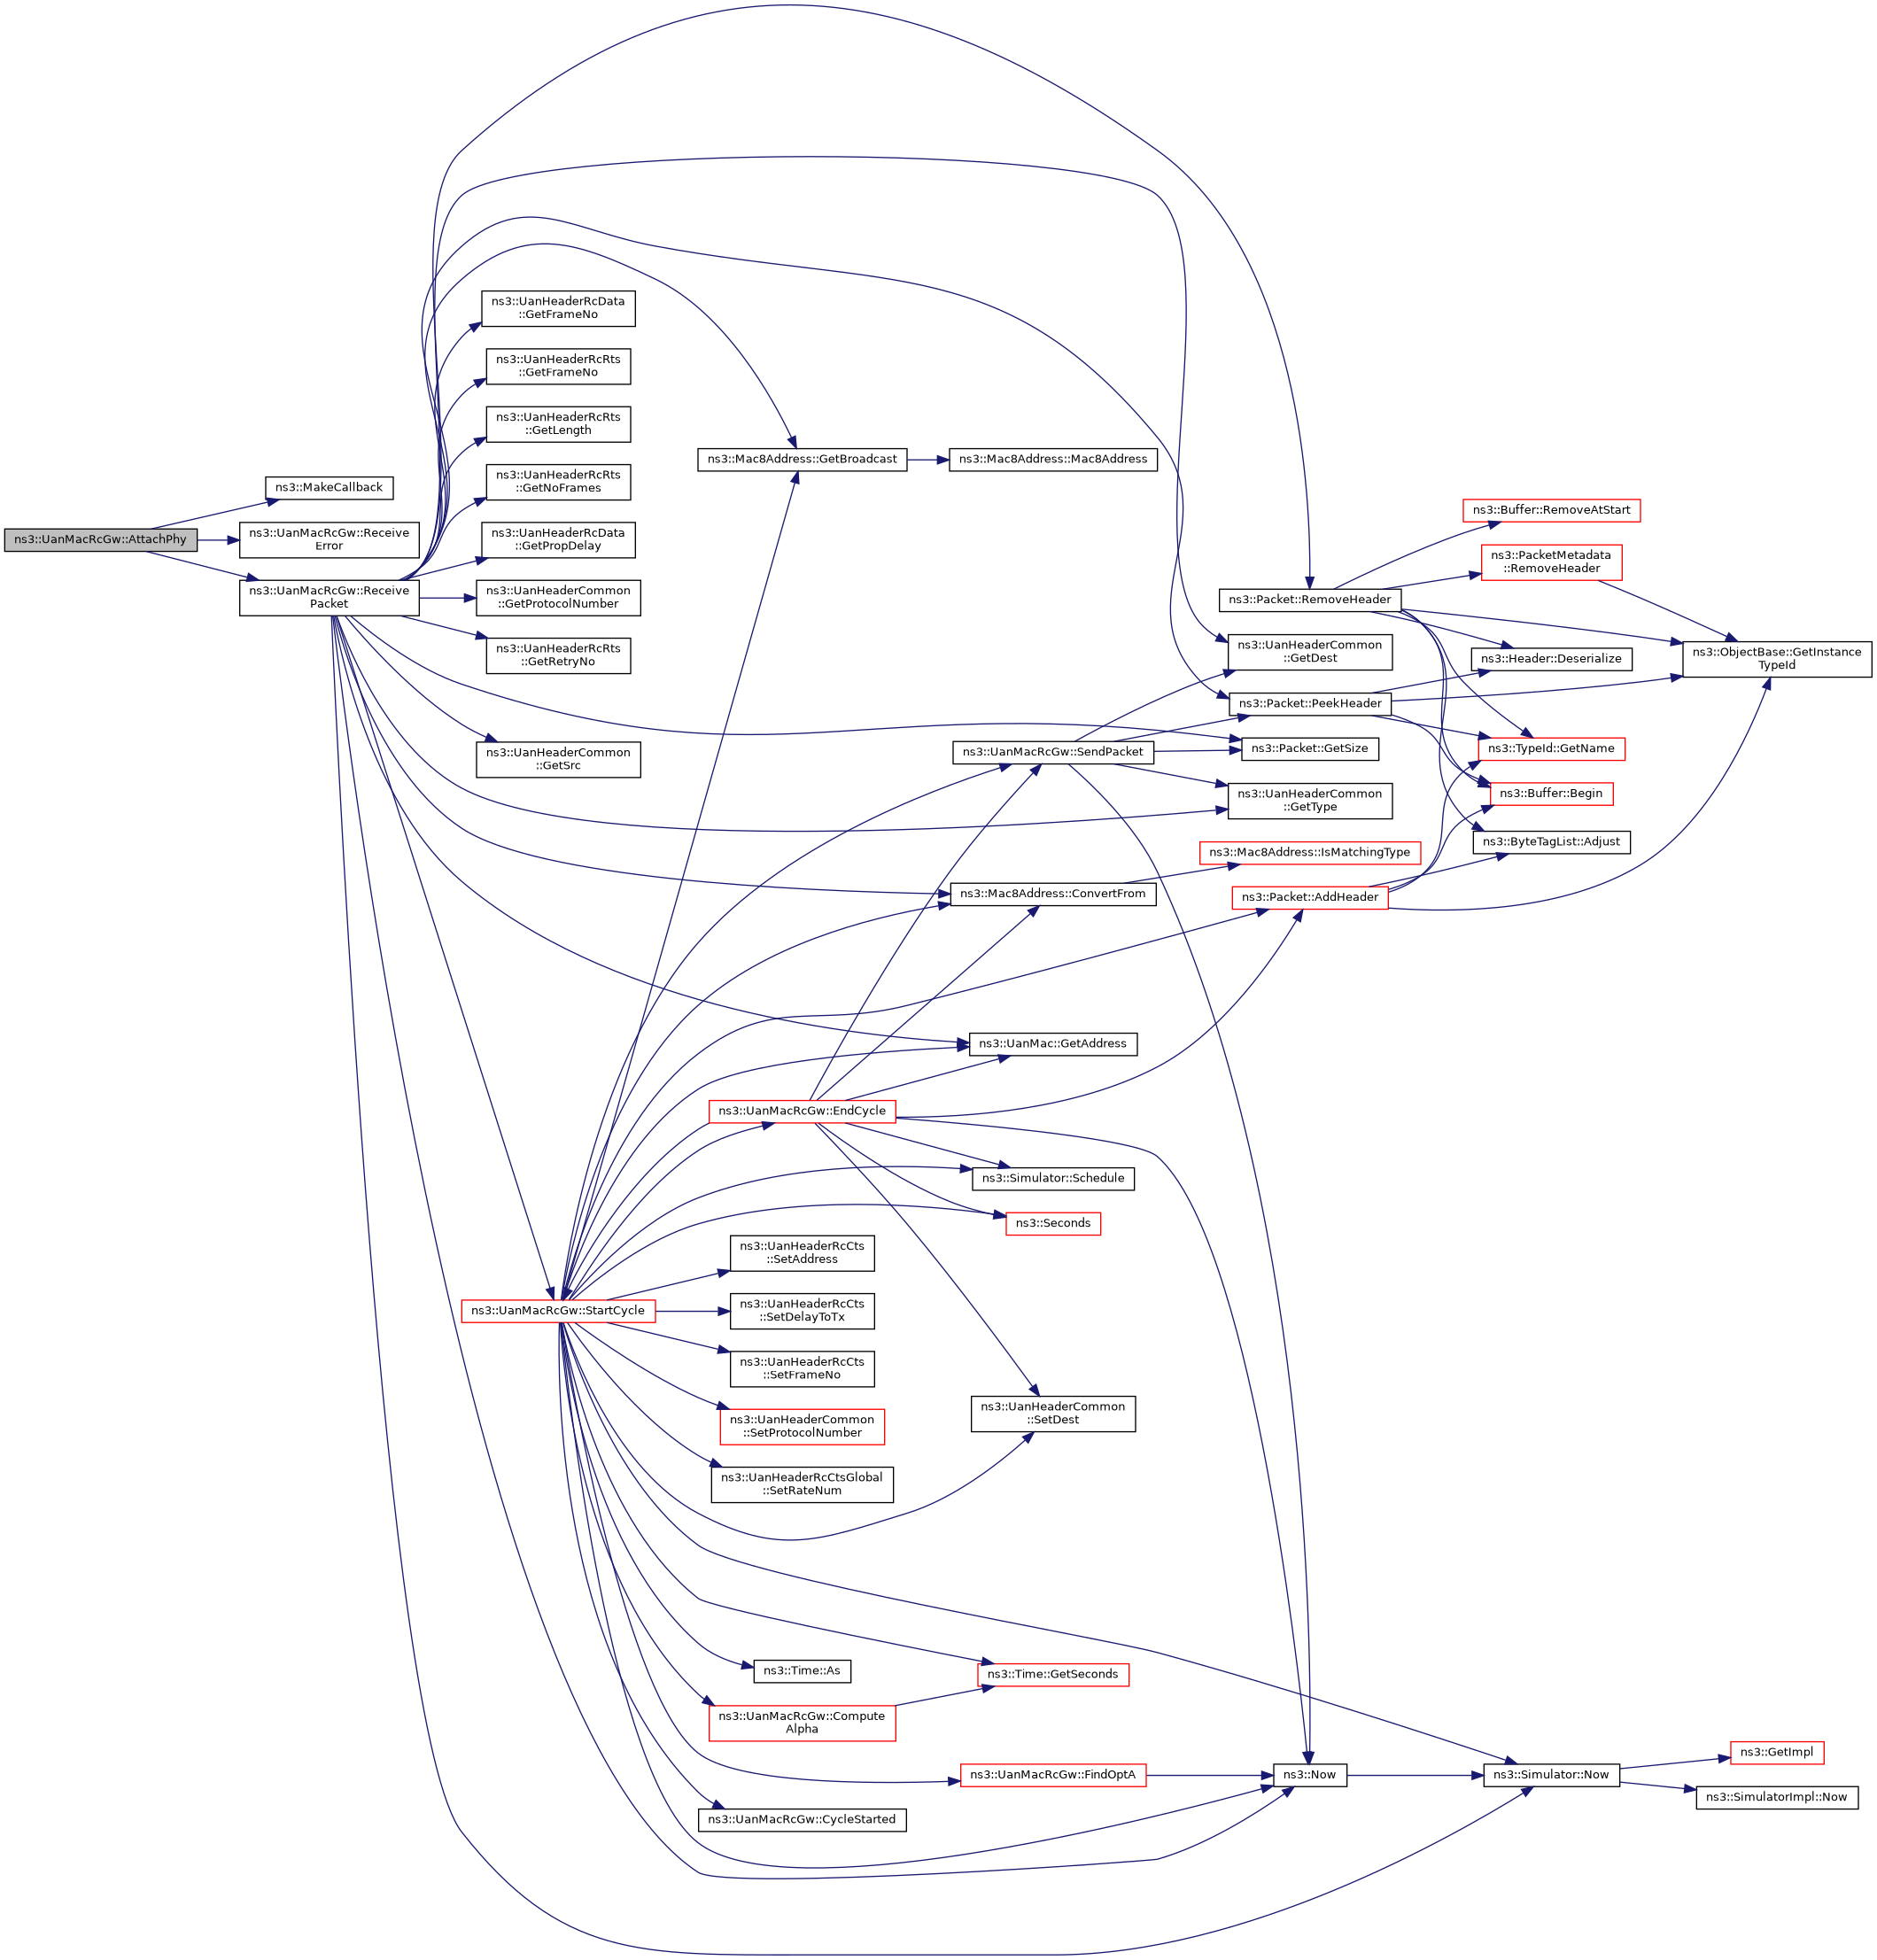 ns3::UanMacRcGw::AttachPhy
ns3::MakeCallback
ns3::UanMacRcGw::Receive
Error
ns3::UanMacRcGw::Receive
Packet
ns3::UanHeaderRcData
::GetFrameNo
ns3::UanHeaderRcRts
::GetFrameNo
ns3::UanHeaderRcRts
::GetLength
ns3::UanHeaderRcRts
::GetNoFrames
ns3::UanHeaderRcData
::GetPropDelay
ns3::UanHeaderCommon
::GetProtocolNumber
ns3::UanHeaderRcRts
::GetRetryNo
ns3::UanHeaderCommon
::GetSrc
ns3::UanMacRcGw::StartCycle
ns3::Mac8Address::GetBroadcast
ns3::Mac8Address::Mac8Address
ns3::UanMacRcGw::EndCycle
ns3::UanHeaderRcCts
::SetAddress
ns3::UanHeaderRcCts
::SetDelayToTx
ns3::UanHeaderRcCts
::SetFrameNo
ns3::UanHeaderCommon
::SetProtocolNumber
ns3::UanHeaderRcCtsGlobal
::SetRateNum
ns3::Time::As
ns3::UanMacRcGw::Compute
Alpha
ns3::UanMacRcGw::CycleStarted
ns3::UanMacRcGw::SendPacket
ns3::Mac8Address::ConvertFrom
ns3::UanMac::GetAddress
ns3::Simulator::Schedule
ns3::Seconds
ns3::UanHeaderCommon
::SetDest
ns3::Time::GetSeconds
ns3::UanMacRcGw::FindOptA
ns3::Packet::RemoveHeader
ns3::UanHeaderCommon
::GetDest
ns3::Packet::PeekHeader
ns3::Packet::GetSize
ns3::UanHeaderCommon
::GetType
ns3::Mac8Address::IsMatchingType
ns3::Packet::AddHeader
ns3::Now
ns3::Buffer::RemoveAtStart
ns3::PacketMetadata
::RemoveHeader
ns3::Header::Deserialize
ns3::TypeId::GetName
ns3::Buffer::Begin
ns3::ByteTagList::Adjust
ns3::Simulator::Now
ns3::ObjectBase::GetInstance
TypeId
ns3::GetImpl
ns3::SimulatorImpl::Now